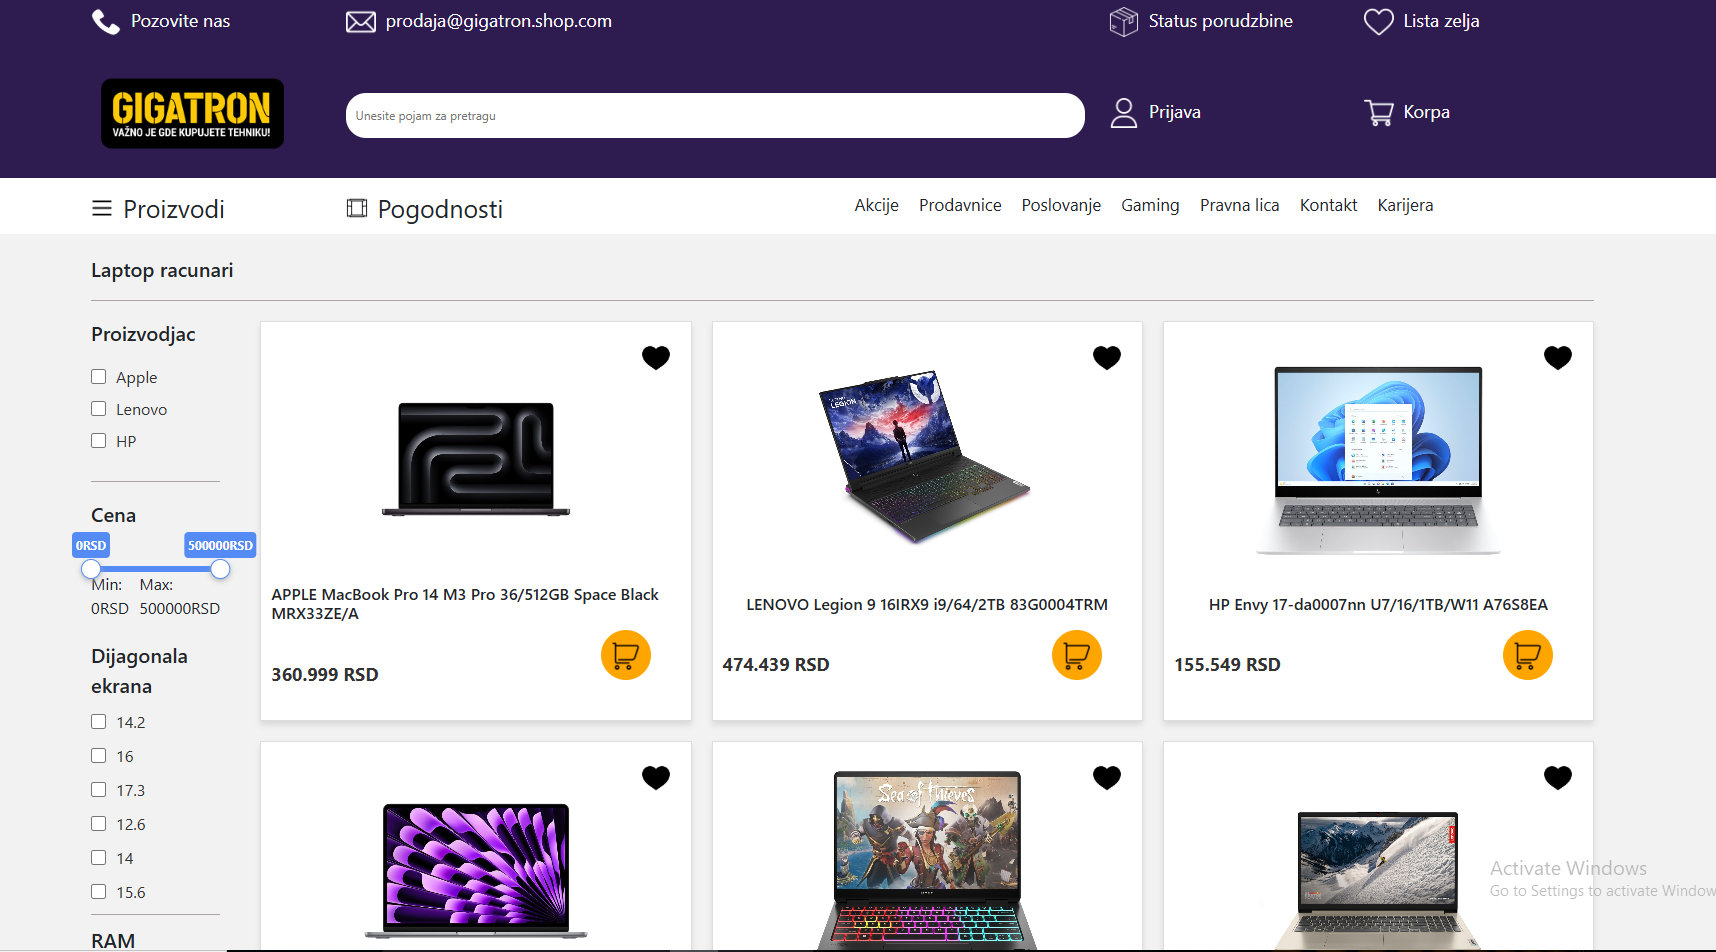 Pozovite nas
prodaja@gigatron.shop.com
Status porudzbine
Lista zelja
GIGATRON
VAŽNO JE GDE KUPUJETE TEHNIKU!
Unesite pojam za pretragu
Prijava
Korpa
Proizvodi
Pogodnosti
Akcije
Prodavnice
Poslovanje
Gaming
Pravna lica
Kontakt
Karijera
Laptop racunari
Proizvodjac
Apple
Lenovo
HP
Cena
0RSD
500000RSD
Min:
Max:
0RSD
500000RSD
Dijagonala
ekrana
14.2
16
17.3
12.6
14
15.6
RAM
APPLE MacBook Pro 14 M3 Pro 36/512GB Space Black
MRX33ZE/A
360.999 RSD
LEGION
LENOVO Legion 9 16IRX9 i9/64/2TB 83G0004TRM
474.439 RSD
HP Envy 17-da0007nn U7/16/1TB/W11 A76S8EA
155.549 RSD
Sea of Thieves
Activate Windows
Go to Settings to activate Window